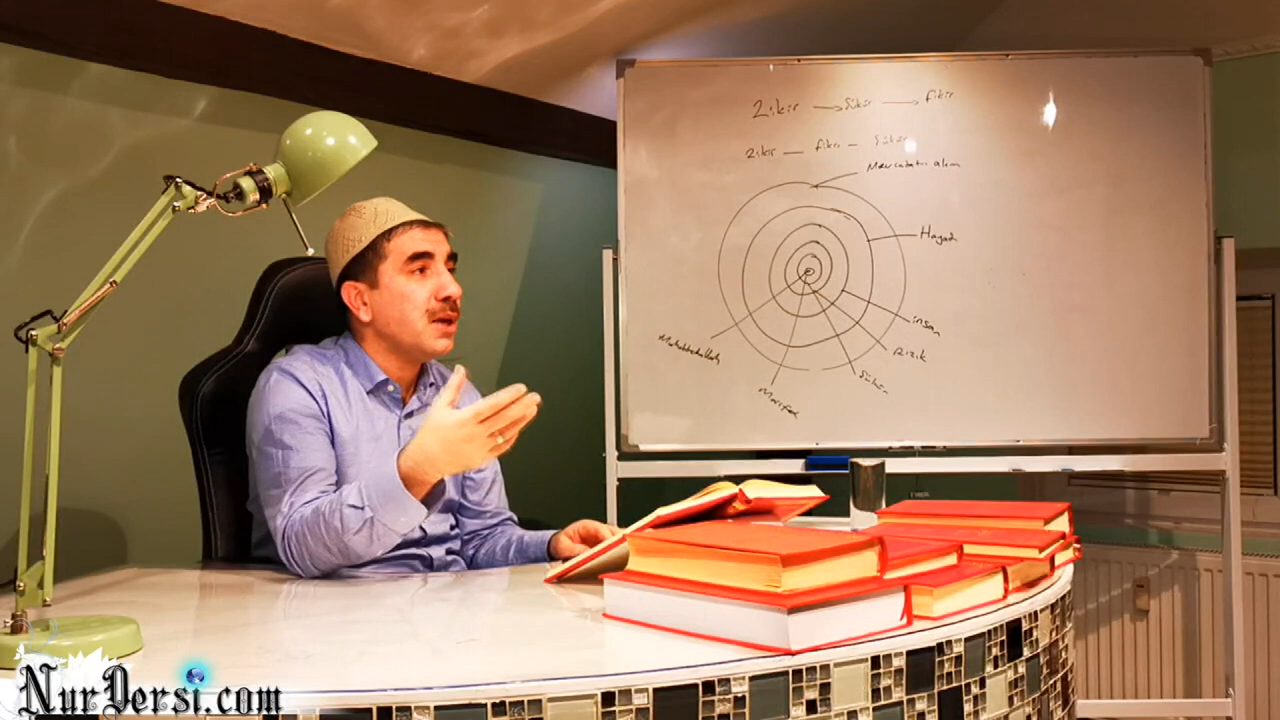 Zikir → Şükür → fikir
Zikir — fikir — Şükür
Mevcudatı alem
Hayat
insan
Rızık
Şükür
Marifet
Muhabbetullah
NurDersi.com